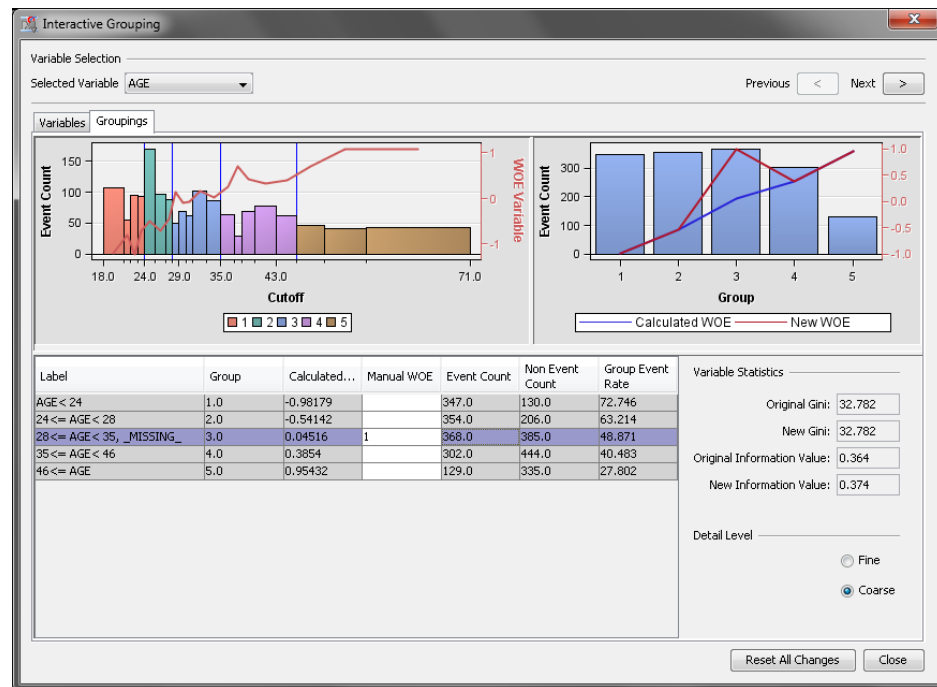 Interactive Grouping
Variable Selection
Selected Variable AGE
Previous < Next >
Variables Groupings
150
100
50
0
Event Count
1
0
-1
WOE Variable
18.0 24.0 29.0 35.0 43.0 71.0
Cutoff
1 2 3 4 5
300
200
100
0
Event Count
1.0
0.5
0.0
-0.5
-1.0
1 2 3 4 5
Group
Calculated WOE New WOE
Label Group Calculated... Manual WOE Event Count Non Event Count Group Event Rate
AGE< 24 1.0 -0.98179 347.0 130.0 72.746
24<= AGE< 28 2.0 -0.54142 354.0 206.0 63.214
28<= AGE< 35, _MISSING_ 3.0 0.04516 1 368.0 385.0 48.871
35<= AGE< 46 4.0 0.3854 302.0 444.0 40.483
46<= AGE 5.0 0.95432 129.0 335.0 27.802
Variable Statistics
Original Gini: 32.782
New Gini: 32.782
Original Information Value: 0.364
New Information Value: 0.374
Detail Level
Fine
Coarse
Reset All Changes Close